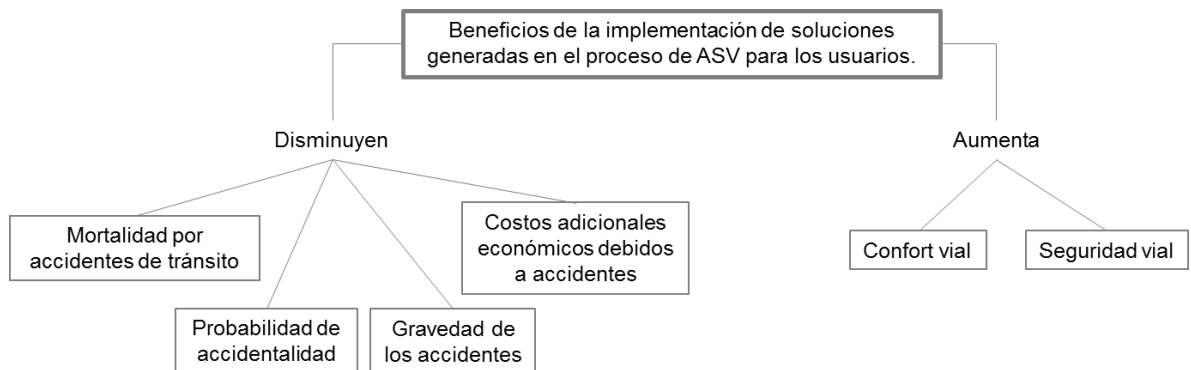 Beneficios de la implementación de soluciones
generadas en el proceso de ASV para los usuarios.
Disminuyen
Aumenta
Mortalidad por
accidentes de tránsito
Costos adicionales
económicos debidos
a accidentes
Confort vial
Seguridad vial
Probabilidad de
accidentalidad
Gravedad de
los accidentes